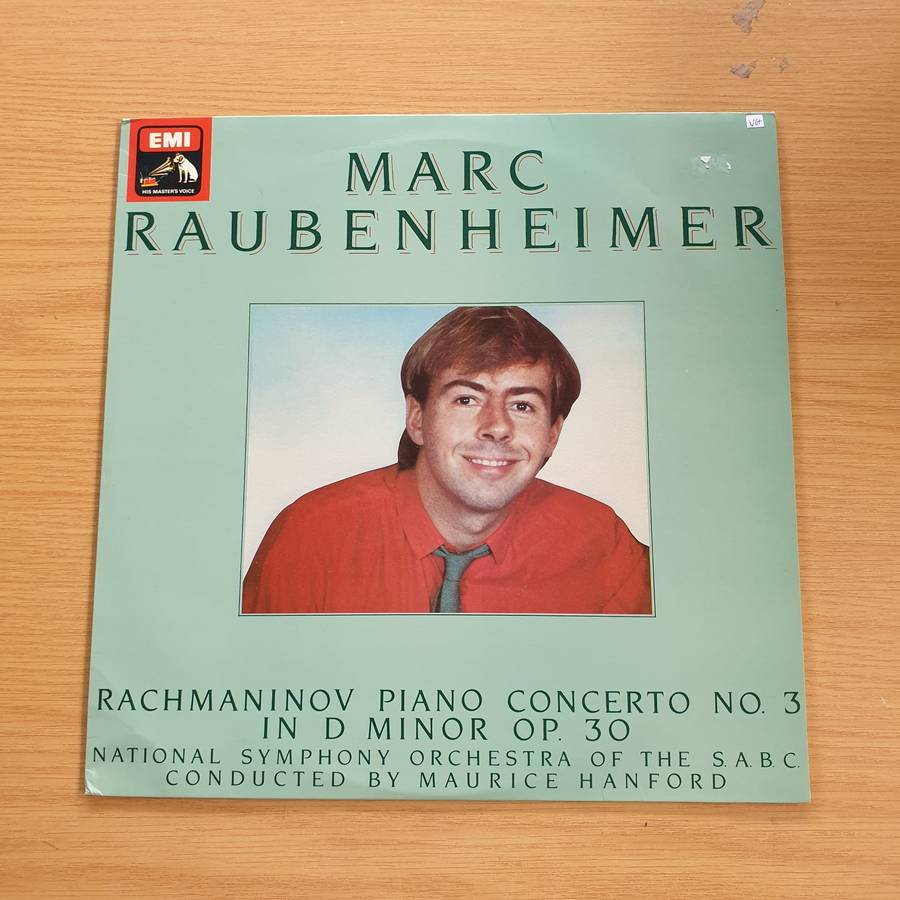 EMI
HIS MASTER'S VOICE
VG+
MARC
RAUBENHEIMER
RACHMANINOV PIANO CONCERTO NO. 3
IN D MINOR OP. 30
NATIONAL SYMPHONY ORCHESTRA OF THE S.A.B.C.
CONDUCTED BY MAURICE HANFORD